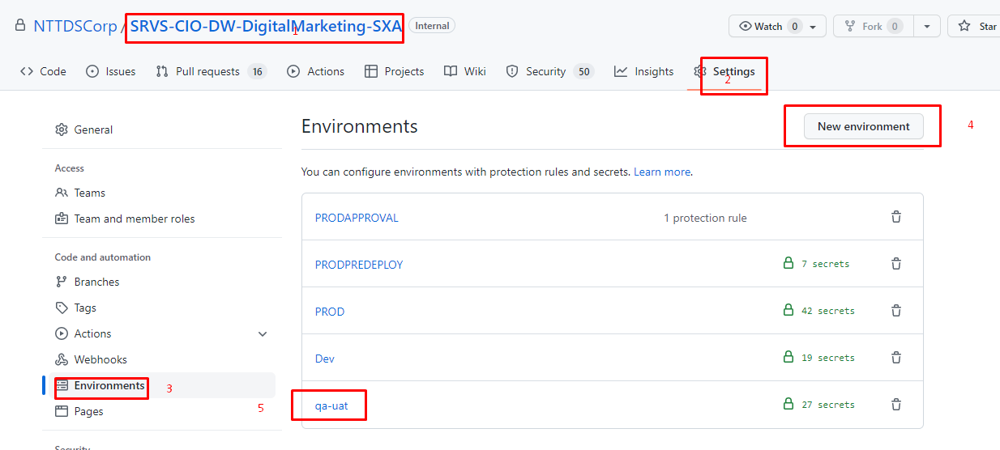 NTTDSCorp / SRVS-CIO-DW-DigitalMarketing-SXA Internal Watch 0 Fork 0 Star
1
Code Issues Pull requests 16 Actions Projects Wiki Security 50 Insights Settings
2
General
Access
Teams
Team and member roles
Code and automation
Branches
Tags
Actions
Webhooks
Environments 3
Pages 5
Security
Environments New environment 4
You can configure environments with protection rules and secrets. Learn more.
PRODAPPROVAL 1 protection rule
PRODPREDEPLOY 7 secrets
PROD 42 secrets
Dev 19 secrets
qa-uat 27 secrets